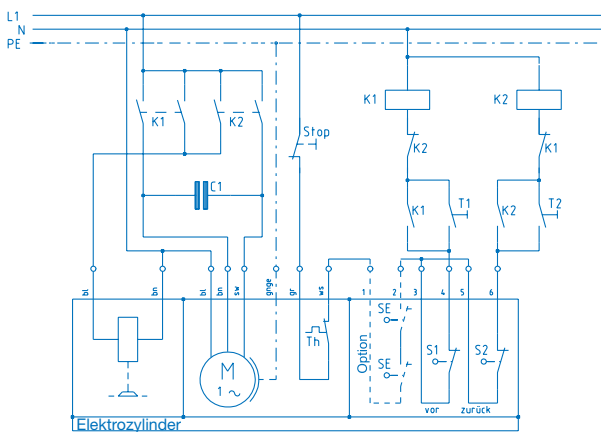 L1
N
PE
K1
K2
Stop
K1
K2
K2
K1
C1
K1
T1
K2
T2
bl
bn
bl
bn
sw
gnge
gr
ws
1
2
3
4
5
6
SE
Th
Option
SE
S1
S2
M
1 ~
vor
zurück
Elektrozylinder